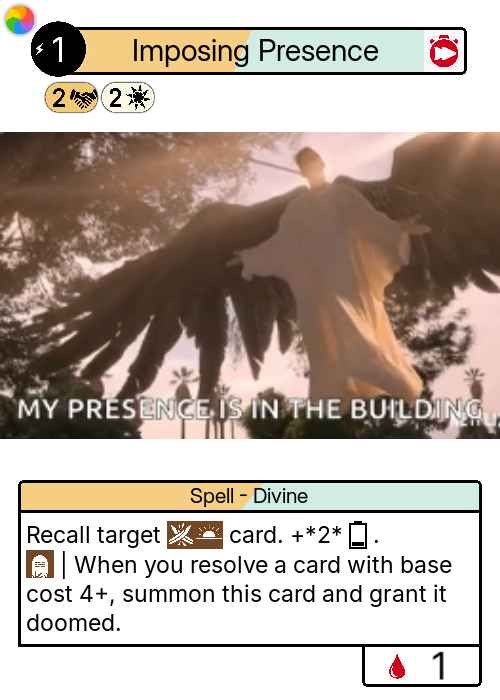 1 Imposing Presence
2 2
MY PRESENCE IS IN THE BUILDING
Spell - Divine
Recall target card. +*2* .
| When you resolve a card with base
cost 4+, summon this card and grant it
doomed.
1